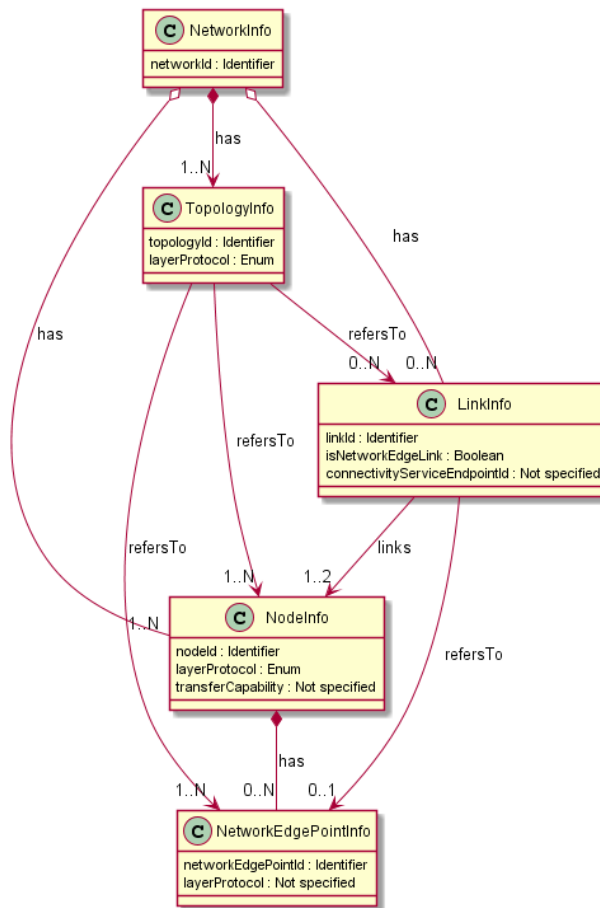 C NetworkInfo
networkId : Identifier
has
1..N
C TopologyInfo
topologyId : Identifier
layerProtocol : Enum
has
has
refersTo
0..N
0..N
C LinkInfo
linkId : Identifier
isNetworkEdgeLink : Boolean
connectivityServiceEndpointId : Not specified
refersTo
refersTo
links
1..N
1..2
1..N
C NodeInfo
nodeId : Identifier
layerProtocol : Enum
transferCapability : Not specified
refersTo
has
1..N
0..N
0..1
C NetworkEdgePointInfo
networkEdgePointId : Identifier
layerProtocol : Not specified